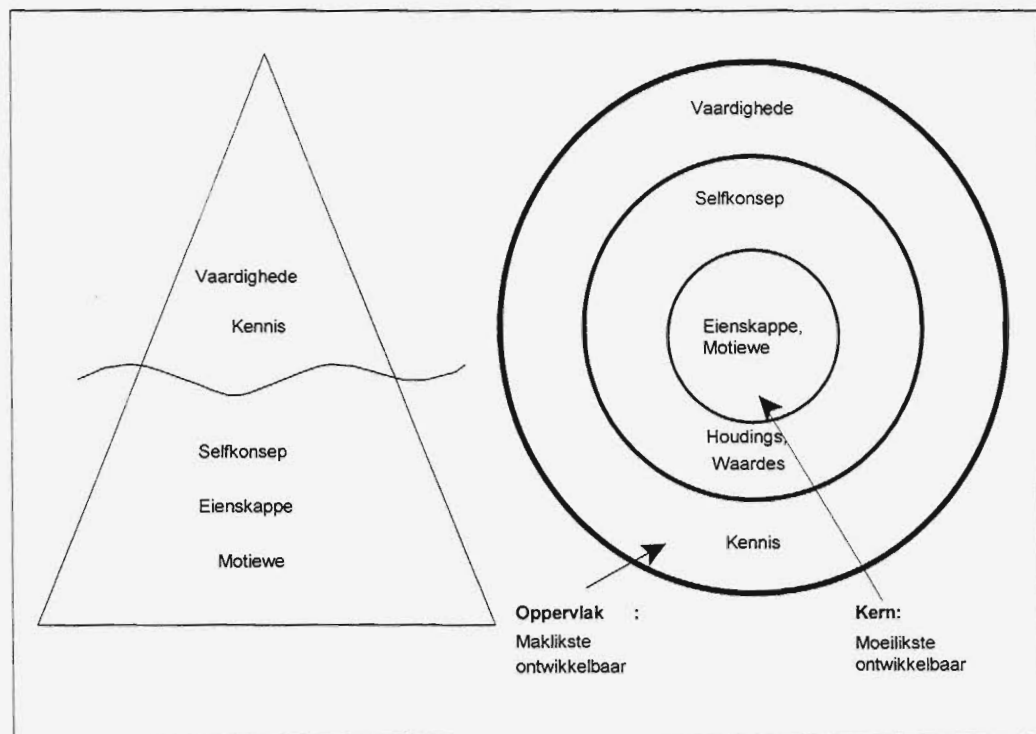 Vaardighede
Kennis
Selfkonsep
Eienskappe
Motiewe
Vaardighede
Selfkonsep
Eienskappe,
Motiewe
Houdings,
Waardes
Kennis
Oppervlak :
Maklikste
ontwikkelbaar
Kern:
Moeilikste
ontwikkelbaar